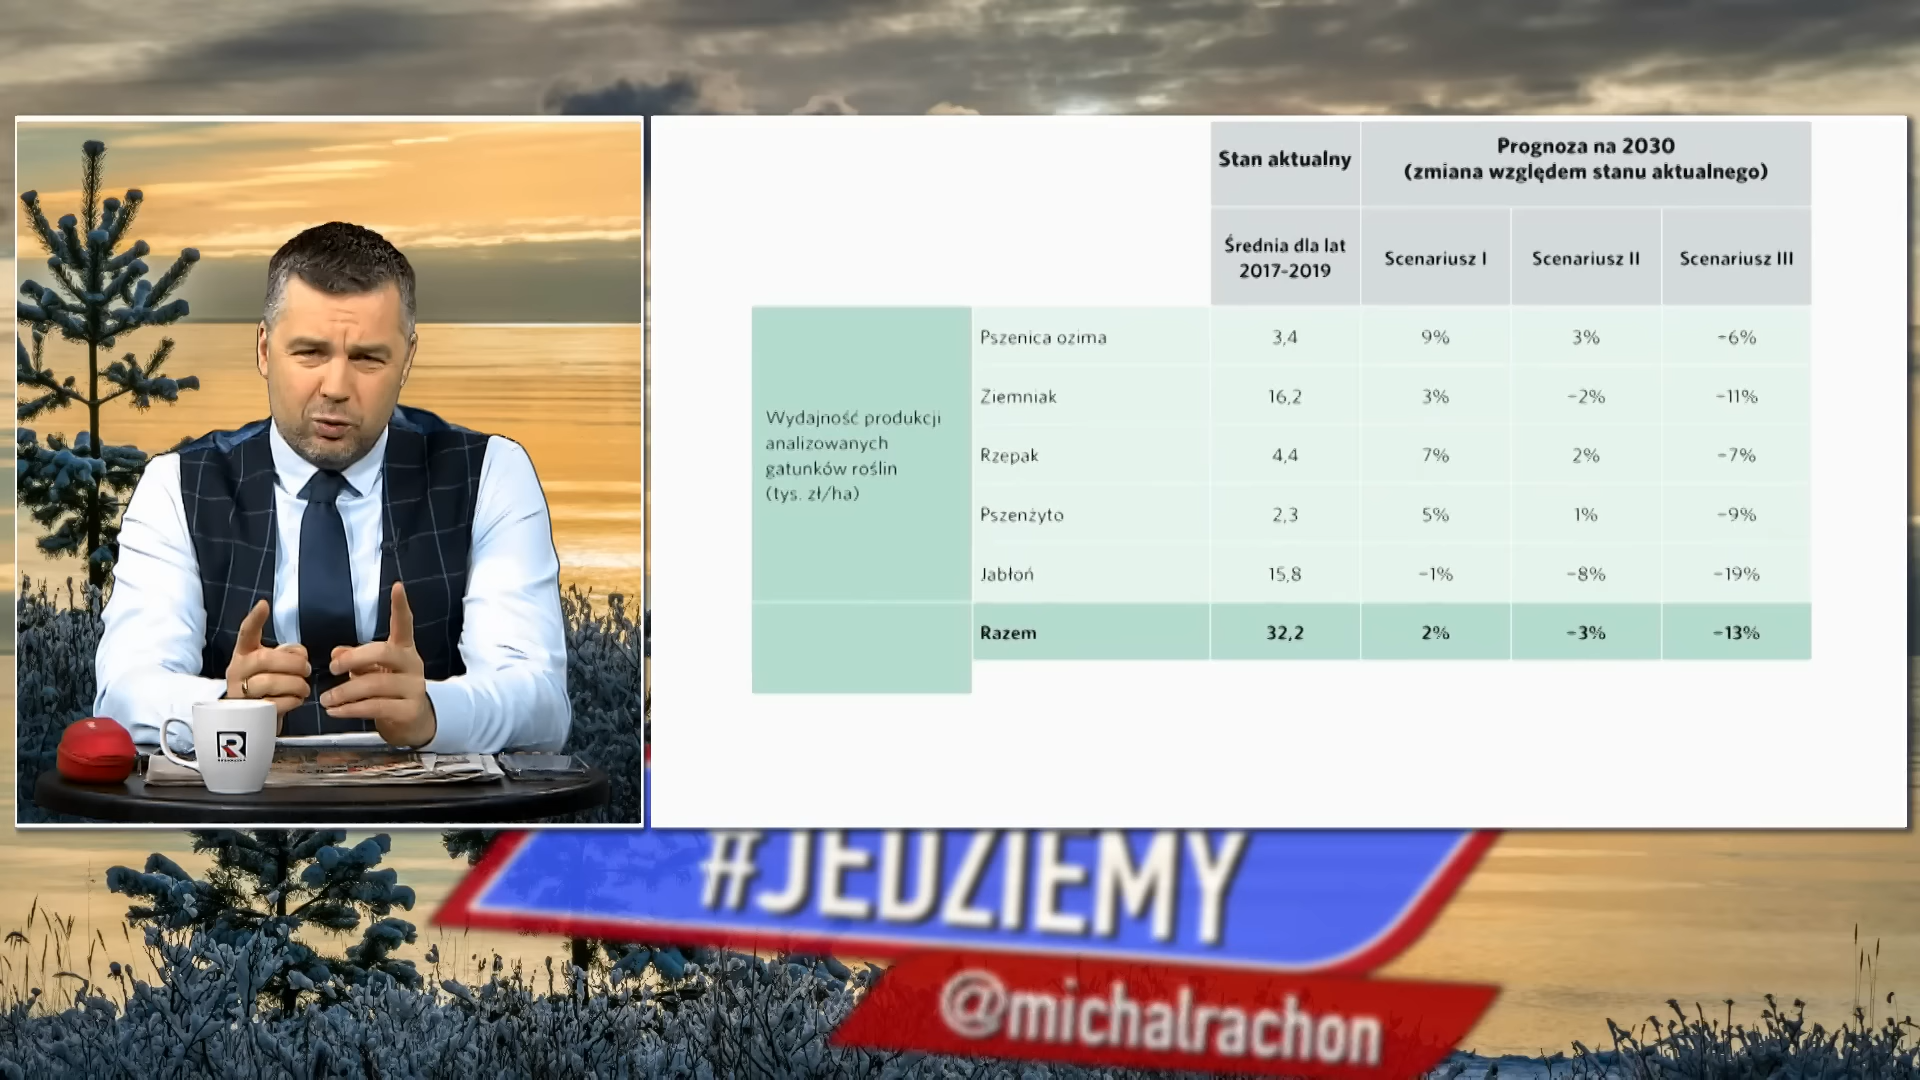 Stan aktualny
Prognoza na 2030
(zmiana względem stanu aktualnego)
Średnia dla lat
2017-2019
Scenariusz I
Scenariusz II
Scenariusz III
Wydajność produkcji
analizowanych
gatunków roślin
(tys. zł/ha)
Pszenica ozima 3,4 9% 3% -6%
Ziemniak 16,2 3% -2% -11%
Rzepak 4,4 7% 2% -7%
Pszenżyto 2,3 5% 1% -9%
Jabłoń 15,8 -1% -8% -19%
Razem 32,2 2% -3% -13%
R
#JEDZIEMY
@michalrachon